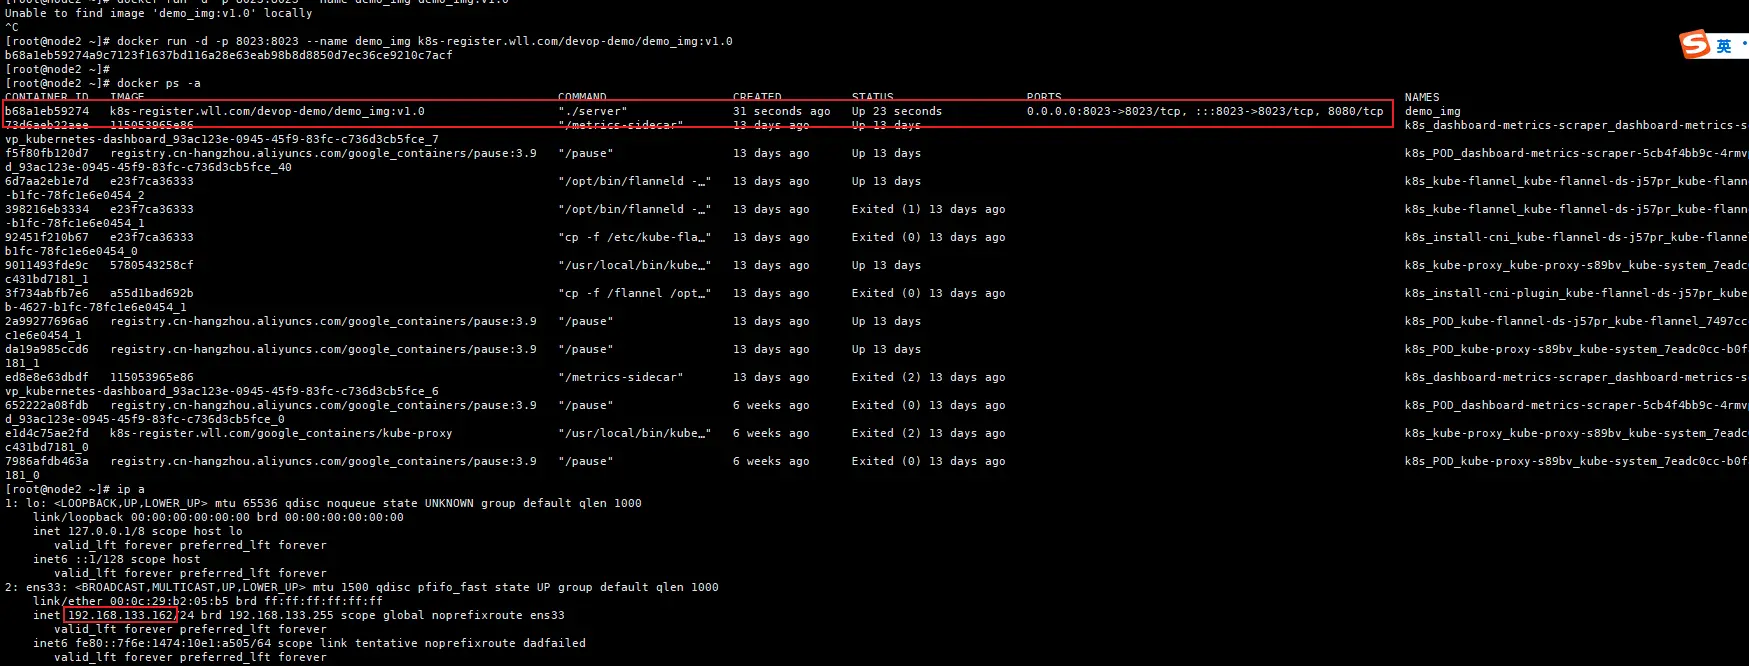 [root@node2 ~]# docker run -d -p 8023:8023 --name demo_img demo_img:v1.0
Unable to find image 'demo_img:v1.0' locally
^C
[root@node2 ~]# docker run -d -p 8023:8023 --name demo_img k8s-register.wll.com/devop-demo/demo_img:v1.0
b68a1eb59274a9c7123f1637bd116a28e63eab98b8d8850d7ec36ce9210c7acf
[root@node2 ~]#
[root@node2 ~]# docker ps -a
CONTAINER ID IMAGE COMMAND CREATED STATUS PORTS NAMES
b68a1eb59274 k8s-register.wll.com/devop-demo/demo_img:v1.0 "./server" 31 seconds ago Up 23 seconds 0.0.0.0:8023->8023/tcp, :::8023->8023/tcp, 8080/tcp demo_img
73d6aeb22aee 115053965e86 "/metrics-sidecar" 13 days ago Up 13 days k8s_dashboard-metrics-scraper_dashboard-metrics-s
vp_kubernetes-dashboard_93ac123e-0945-45f9-83fc-c736d3cb5fce_7
f5f80fb120d7 registry.cn-hangzhou.aliyuncs.com/google_containers/pause:3.9 "/pause" 13 days ago Up 13 days k8s_POD_dashboard-metrics-scraper-5cb4f4bb9c-4rmv
d_93ac123e-0945-45f9-83fc-c736d3cb5fce_40
6d7aa2eb1e7d e23f7ca36333 "/opt/bin/flanneld -…" 13 days ago Up 13 days k8s_kube-flannel_kube-flannel-ds-j57pr_kube-flann
-b1fc-78fc1e6e0454_2
398216eb3334 e23f7ca36333 "/opt/bin/flanneld -…" 13 days ago Exited (1) 13 days ago k8s_kube-flannel_kube-flannel-ds-j57pr_kube-flann
-b1fc-78fc1e6e0454_1
92451f210b67 e23f7ca36333 "cp -f /etc/kube-fla…" 13 days ago Exited (0) 13 days ago k8s_install-cni_kube-flannel-ds-j57pr_kube-flanne
b1fc-78fc1e6e0454_0
9011493fde9c 5780543258cf "/usr/local/bin/kube…" 13 days ago Up 13 days k8s_kube-proxy_kube-proxy-s89bv_kube-system_7eadc
c431bd7181_1
3f734abfb7e6 a55d1bad692b "cp -f /flannel /opt…" 13 days ago Exited (0) 13 days ago k8s_install-cni-plugin_kube-flannel-ds-j57pr_kube
b-4627-b1fc-78fc1e6e0454_1
2a99277696a6 registry.cn-hangzhou.aliyuncs.com/google_containers/pause:3.9 "/pause" 13 days ago Up 13 days k8s_POD_kube-flannel-ds-j57pr_kube-flannel_7497cc
c1e6e0454_1
da19a985ccd6 registry.cn-hangzhou.aliyuncs.com/google_containers/pause:3.9 "/pause" 13 days ago Up 13 days k8s_POD_kube-proxy-s89bv_kube-system_7eadc0cc-b0f
181_1
ed8e8e63dbdf 115053965e86 "/metrics-sidecar" 13 days ago Exited (2) 13 days ago k8s_dashboard-metrics-scraper_dashboard-metrics-s
vp_kubernetes-dashboard_93ac123e-0945-45f9-83fc-c736d3cb5fce_6
652222a08fdb registry.cn-hangzhou.aliyuncs.com/google_containers/pause:3.9 "/pause" 6 weeks ago Exited (0) 13 days ago k8s_POD_dashboard-metrics-scraper-5cb4f4bb9c-4rmv
d_93ac123e-0945-45f9-83fc-c736d3cb5fce_0
e1d4c75ae2fd k8s-register.wll.com/google_containers/kube-proxy "/usr/local/bin/kube…" 6 weeks ago Exited (2) 13 days ago k8s_kube-proxy_kube-proxy-s89bv_kube-system_7eadc
c431bd7181_0
7986afdb463a registry.cn-hangzhou.aliyuncs.com/google_containers/pause:3.9 "/pause" 6 weeks ago Exited (0) 13 days ago k8s_POD_kube-proxy-s89bv_kube-system_7eadc0cc-b0f
181_0
[root@node2 ~]# ip a
1: lo: <LOOPBACK,UP,LOWER_UP> mtu 65536 qdisc noqueue state UNKNOWN group default qlen 1000
link/loopback 00:00:00:00:00:00 brd 00:00:00:00:00:00
inet 127.0.0.1/8 scope host lo
valid_lft forever preferred_lft forever
inet6 ::1/128 scope host
valid_lft forever preferred_lft forever
2: ens33: <BROADCAST,MULTICAST,UP,LOWER_UP> mtu 1500 qdisc pfifo_fast state UP group default qlen 1000
link/ether 00:0c:29:b2:05:b5 brd ff:ff:ff:ff:ff:ff
inet 192.168.133.162/24 brd 192.168.133.255 scope global noprefixroute ens33
valid_lft forever preferred_lft forever
inet6 fe80::7f6e:1474:10e1:a505/64 scope link tentative noprefixroute dadfailed
valid_lft forever preferred_lft forever
S 英